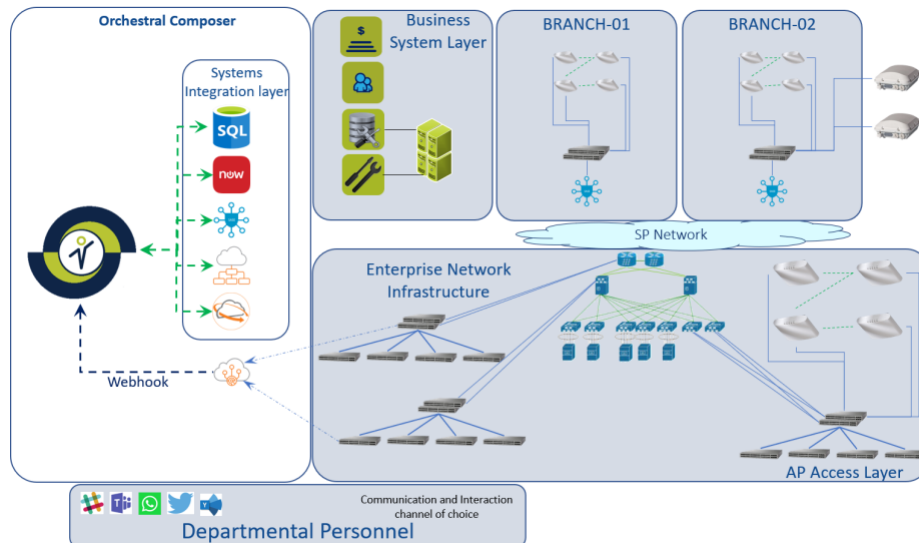 Orchestral Composer
Systems
Integration layer
SQL
now
Webhook
Business
System Layer
$
BRANCH-01
BRANCH-02
SP Network
Enterprise Network
Infrastructure
AP Access Layer
Communication and Interaction
channel of choice
Departmental Personnel